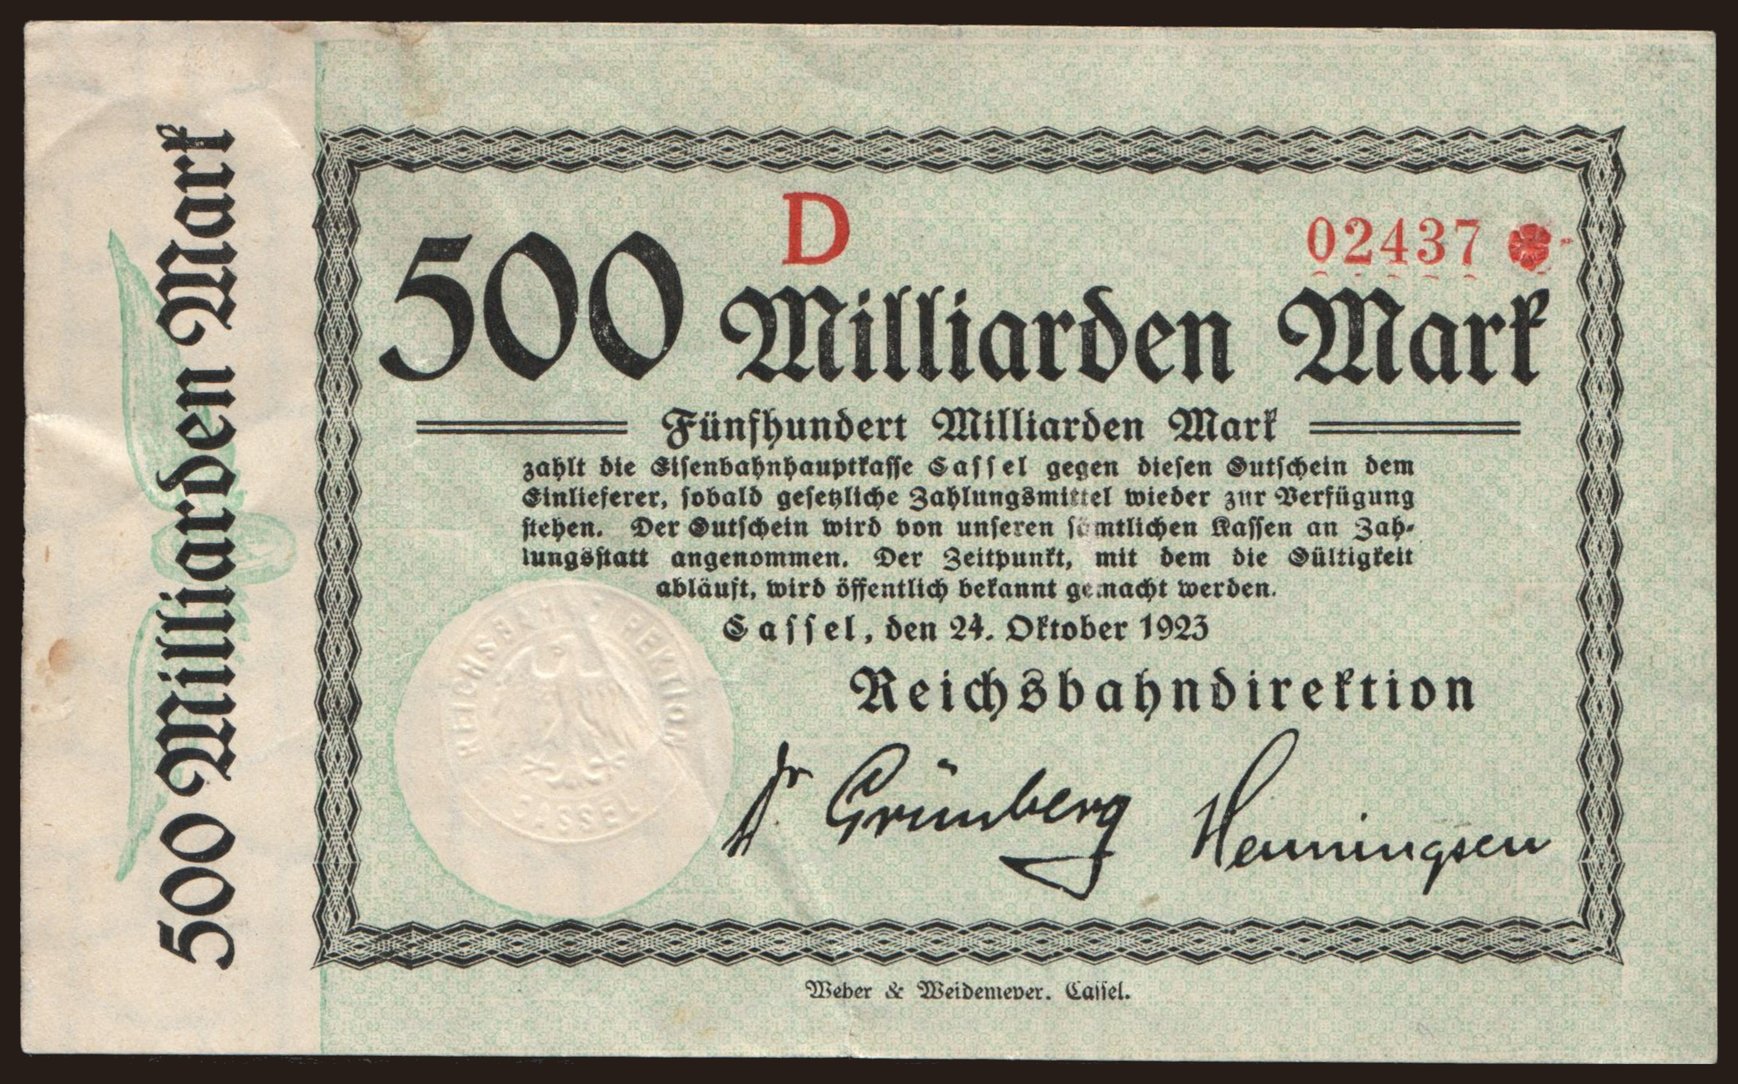 500 Milliarden Mark
D
02437
500 Milliarden Mark
Fünfhundert Milliarden Mark
zahlt die Eisenbahnhauptkasse Cassel gegen diesen Gutschein dem
Einlieferer, sobald gesetzliche Zahlungsmittel wieder zur Verfügung
stehen. Der Gutschein wird von unseren sämtlichen Kassen an Zah-
lungsstatt angenommen. Der Zeitpunkt, mit dem die Gültigkeit
abläuft, wird öffentlich bekannt gemacht werden.
Cassel, den 24. Oktober 1923
Reichsbahndirektion
REICHSBAHNDIREKTION
CASSEL
Dr. Grünberg Henningsen
Weber & Weidemeyer. Cassel.